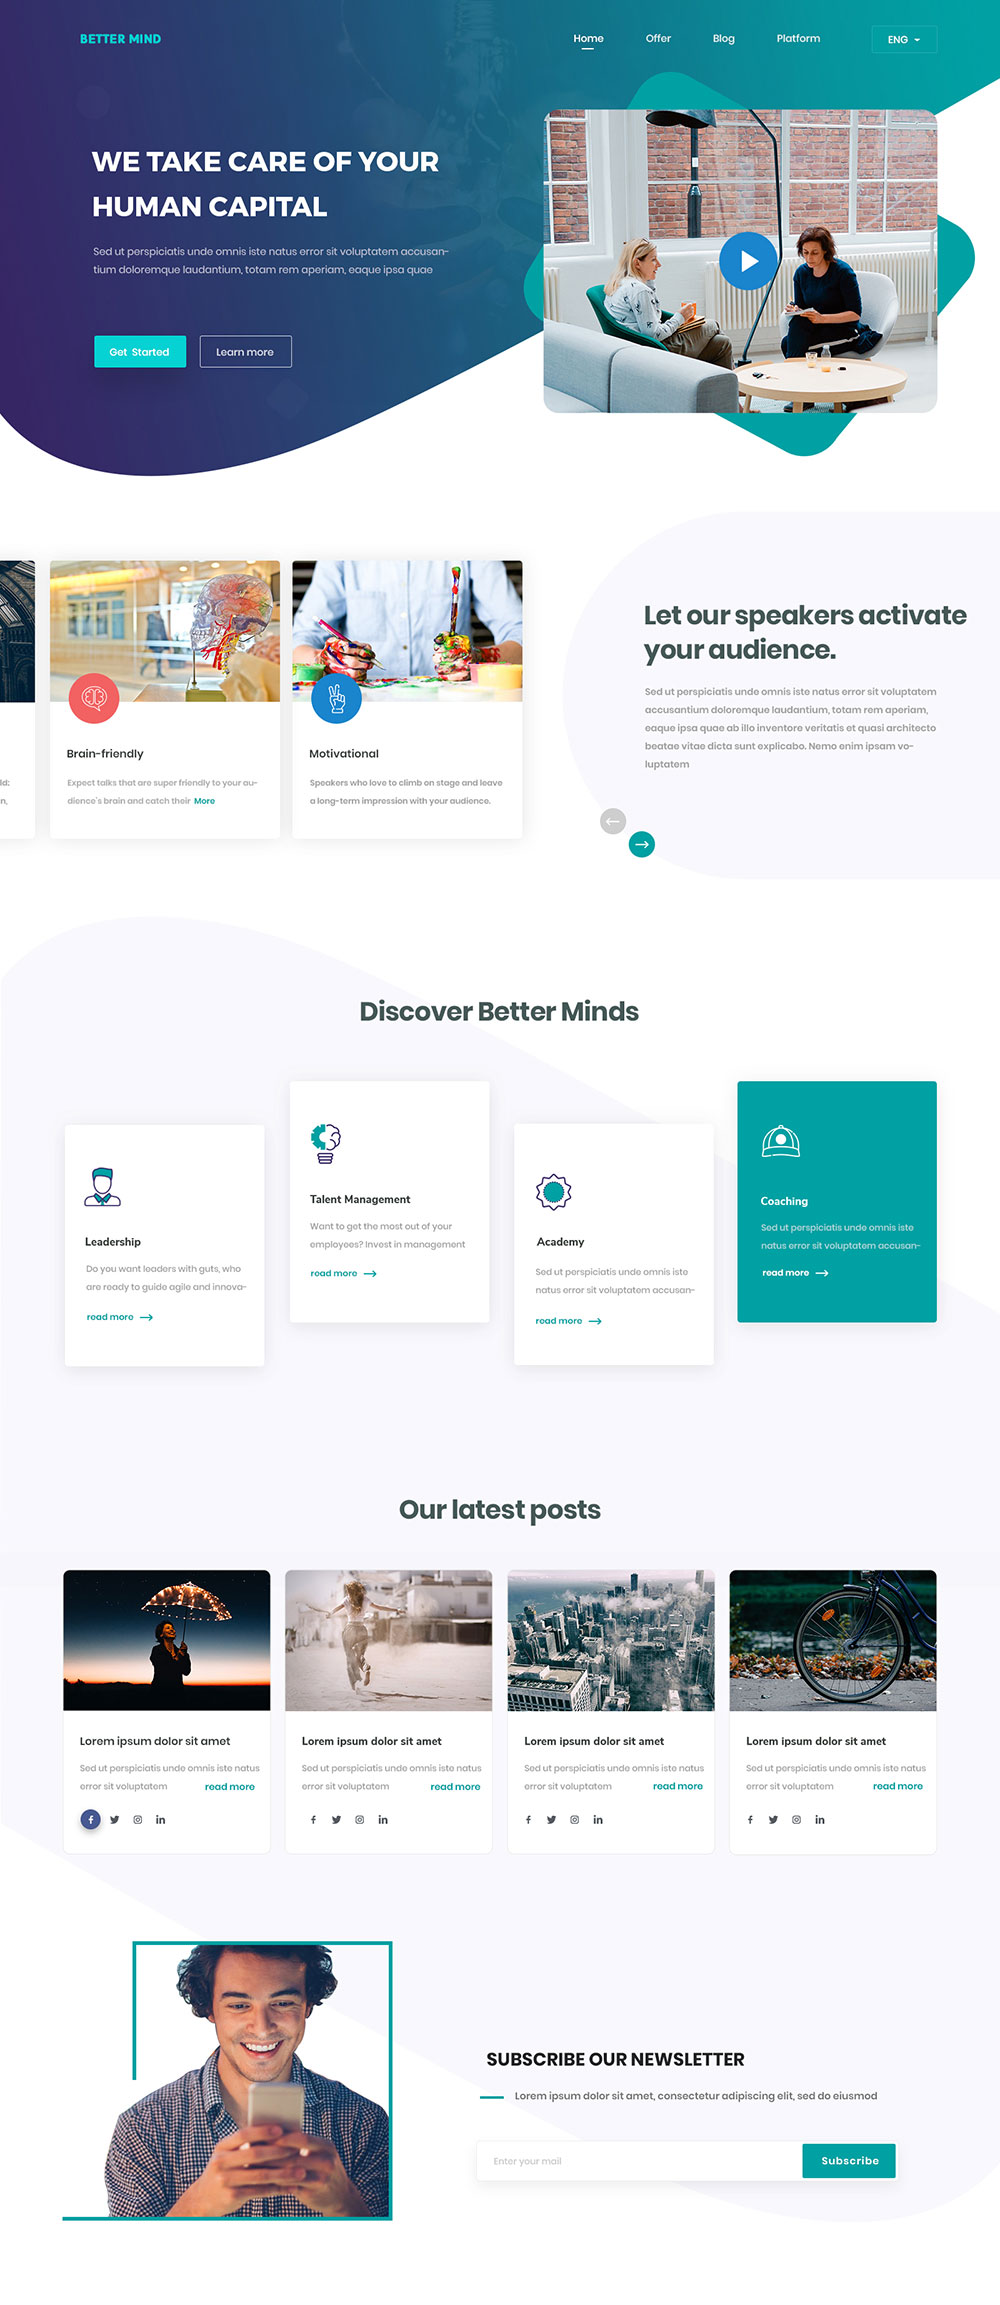 BETTER MIND
Home Offer Blog Platform ENG
WE TAKE CARE OF YOUR
HUMAN CAPITAL
Sed ut perspiciatis unde omnis iste natus error sit voluptatem accusan-
tium doloremque laudantium, totam rem aperiam, eaque ipsa quae
Get Started
Learn more
Brain-friendly
Expect talks that are super friendly to your au-
dience's brain and catch their More
Motivational
Speakers who love to climb on stage and leave
a long-term impression with your audience.
Let our speakers activate
your audience.
Sed ut perspiciatis unde omnis iste natus error sit voluptatem
accusantium doloremque laudantium, totam rem aperiam,
eaque ipsa quae ab illo inventore veritatis et quasi architecto
beatae vitae dicta sunt explicabo. Nemo enim ipsam vo-
luptatem
Discover Better Minds
Leadership
Do you want leaders with guts, who
are ready to guide agile and innova-
read more
Talent Management
Want to get the most out of your
employees? Invest in management
read more
Academy
Sed ut perspiciatis unde omnis iste
natus error sit voluptatem accusan-
read more
Coaching
Sed ut perspiciatis unde omnis iste
natus error sit voluptatem accusan-
read more
Our latest posts
Lorem ipsum dolor sit amet
Sed ut perspiciatis unde omnis iste natus
error sit voluptatem read more
Lorem ipsum dolor sit amet
Sed ut perspiciatis unde omnis iste natus
error sit voluptatem read more
Lorem ipsum dolor sit amet
Sed ut perspiciatis unde omnis iste natus
error sit voluptatem read more
Lorem ipsum dolor sit amet
Sed ut perspiciatis unde omnis iste natus
error sit voluptatem read more
SUBSCRIBE OUR NEWSLETTER
Lorem ipsum dolor sit amet, consectetur adipiscing elit, sed do eiusmod
Enter your mail
Subscribe